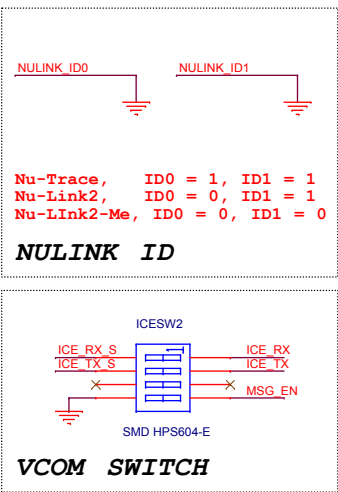 NULINK_ID0 NULINK_ID1
Nu-Trace, ID0 = 1, ID1 = 1
Nu-Link2, ID0 = 0, ID1 = 1
Nu-LInk2-Me, ID0 = 0, ID1 = 0
NULINK ID
ICESW2
ICE_RX_S ICE_RX
ICE_TX_S ICE_TX
MSG_EN
SMD HPS604-E
VCOM SWITCH